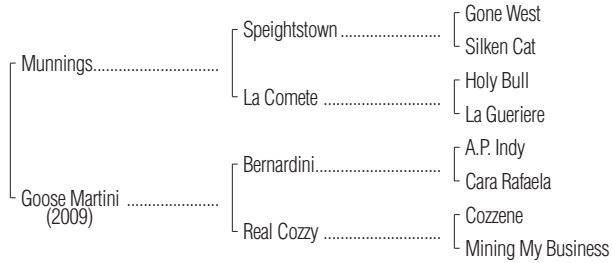 Gone West
Speightstown
Silken Cat
Munnings
Holy Bull
La Comete
La Gueriere
A.P. Indy
Bernardini
Cara Rafaela
Goose Martini
(2009)
Cozzene
Real Cozzy
Mining My Business